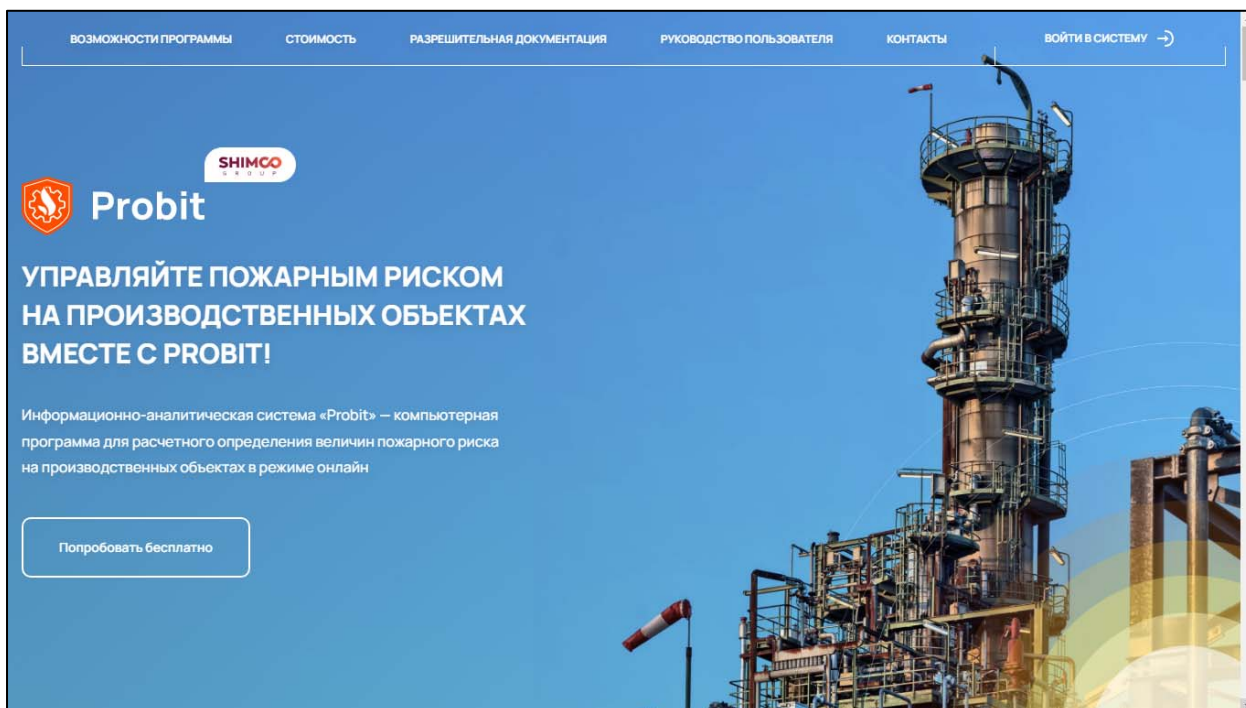 ВОЗМОЖНОСТИ ПРОГРАММЫ
СТОИМОСТЬ
РАЗРЕШИТЕЛЬНАЯ ДОКУМЕНТАЦИЯ
РУКОВОДСТВО ПОЛЬЗОВАТЕЛЯ
КОНТАКТЫ
ВОЙТИ В СИСТЕМУ
SHIMCO
GROUP
Probit
УПРАВЛЯЙТЕ ПОЖАРНЫМ РИСКОМ
НА ПРОИЗВОДСТВЕННЫХ ОБЪЕКТАХ
ВМЕСТЕ С PROBIT!
Информационно-аналитическая система «Probit» — компьютерная
программа для расчетного определения величин пожарного риска
на производственных объектах в режиме онлайн
Попробовать бесплатно